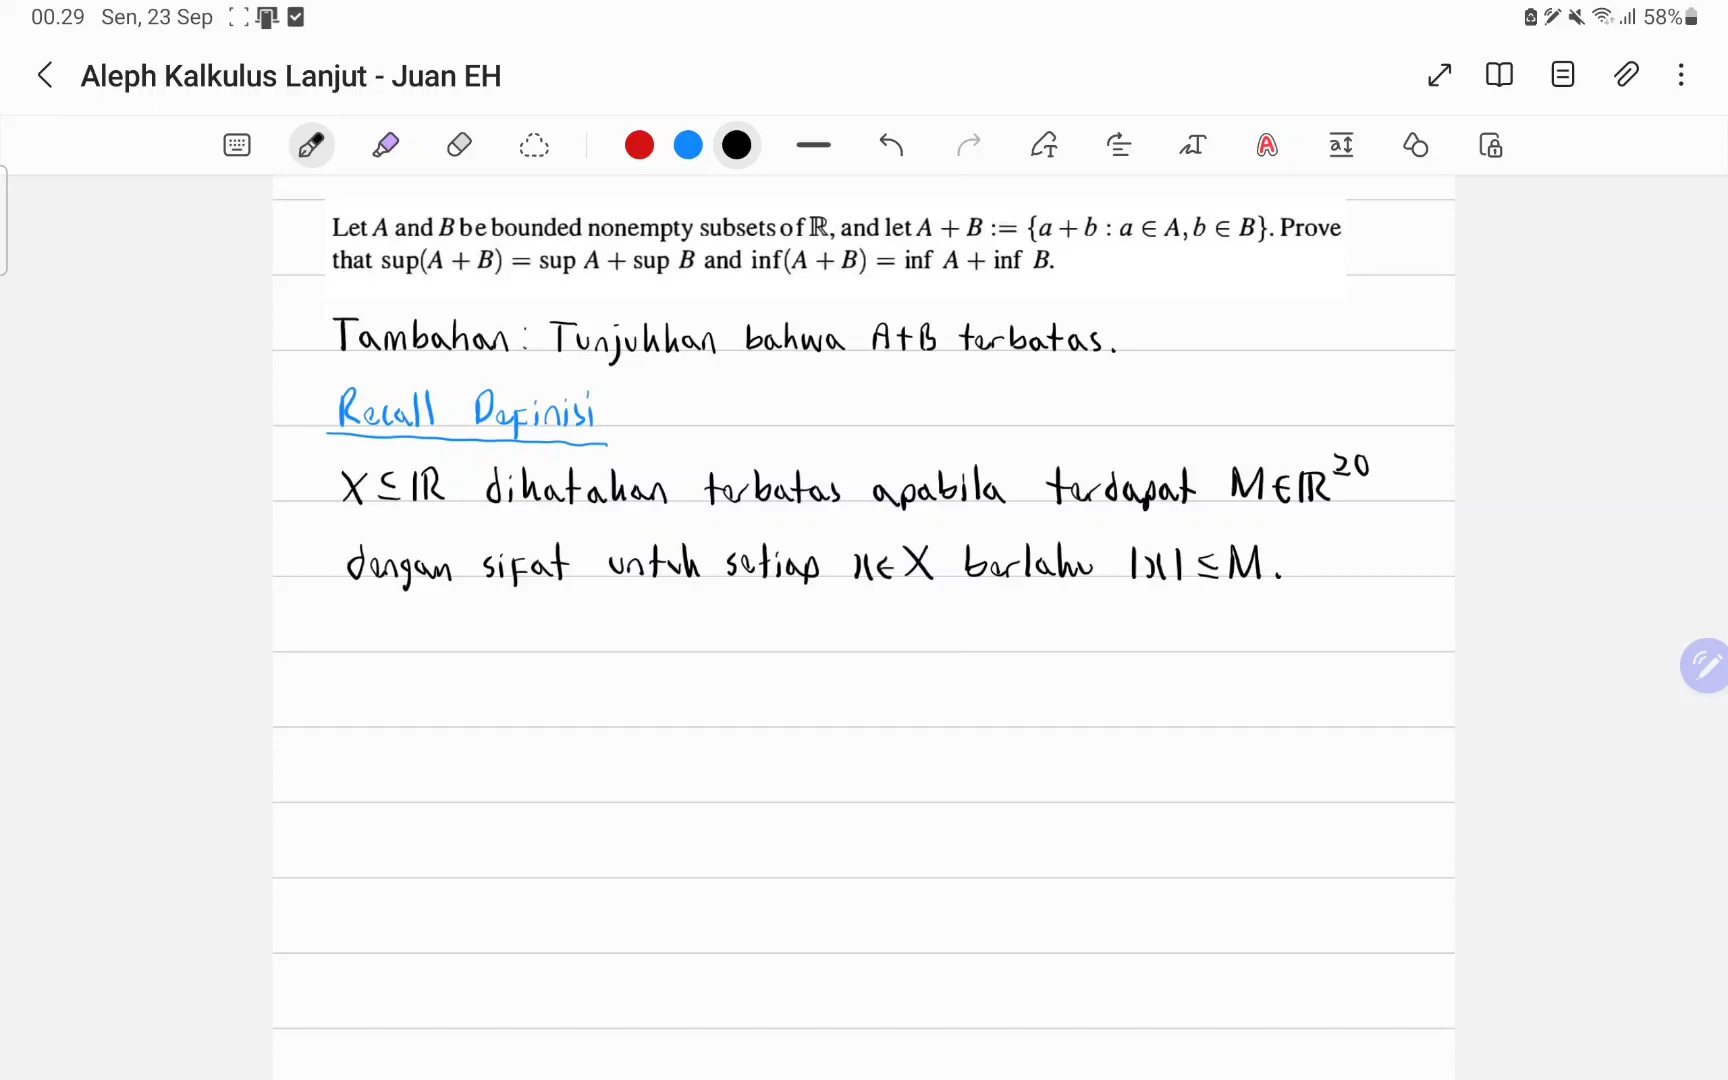 00.29 Sen, 23 Sep 58%
Aleph Kalkulus Lanjut - Juan EH
Let A and B be bounded nonempty subsets of ℝ, and let A + B := {a + b : a ∈ A, b ∈ B}. Prove
that sup(A + B) = sup A + sup B and inf(A + B) = inf A + inf B.
Tambahan: Tunjukkan bahwa A+B terbatas.
Recall Definisi
X ⊆ ℝ dikatakan terbatas apabila terdapat M∈ℝ^≥0
dengan sifat untuk setiap x∈X berlaku |x| ≤ M.